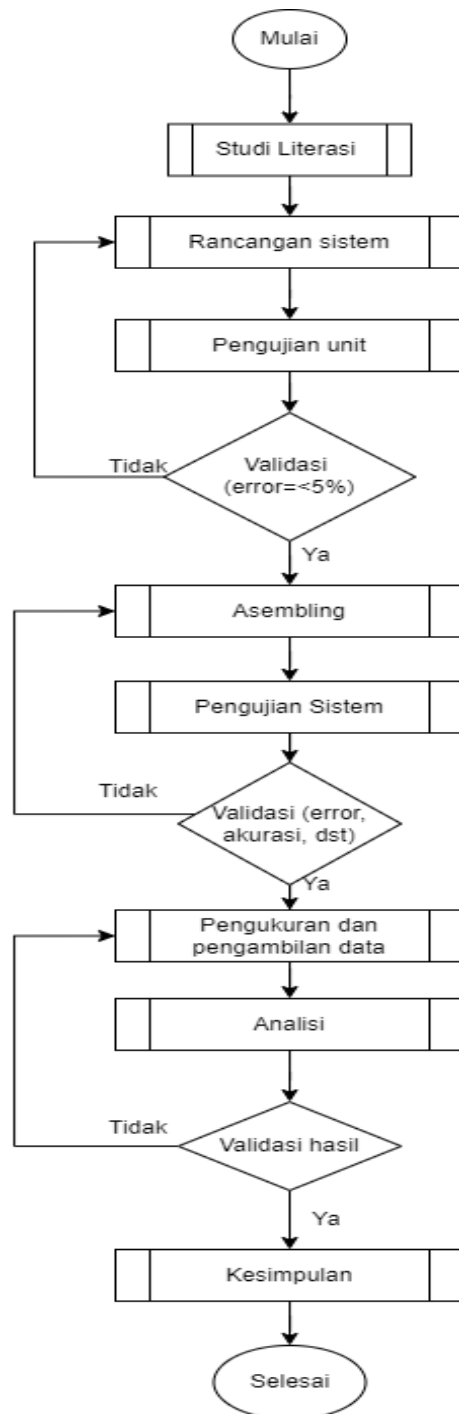 Mulai
Studi Literasi
Rancangan sistem
Pengujian unit
Tidak
Validasi
(error=<5%)
Ya
Asembling
Pengujian Sistem
Tidak
Validasi (error,
akurasi, dst)
Ya
Pengukuran dan
pengambilan data
Analisi
Tidak
Validasi hasil
Ya
Kesimpulan
Selesai